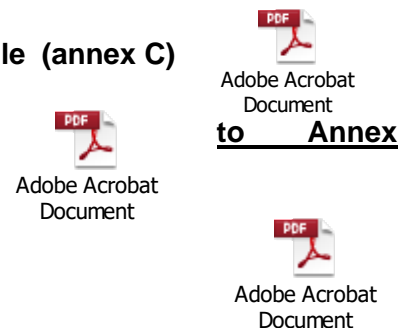 PDF
le (annex C)
Adobe Acrobat
Document
to Annex
PDF
Adobe Acrobat
Document
PDF
Adobe Acrobat
Document